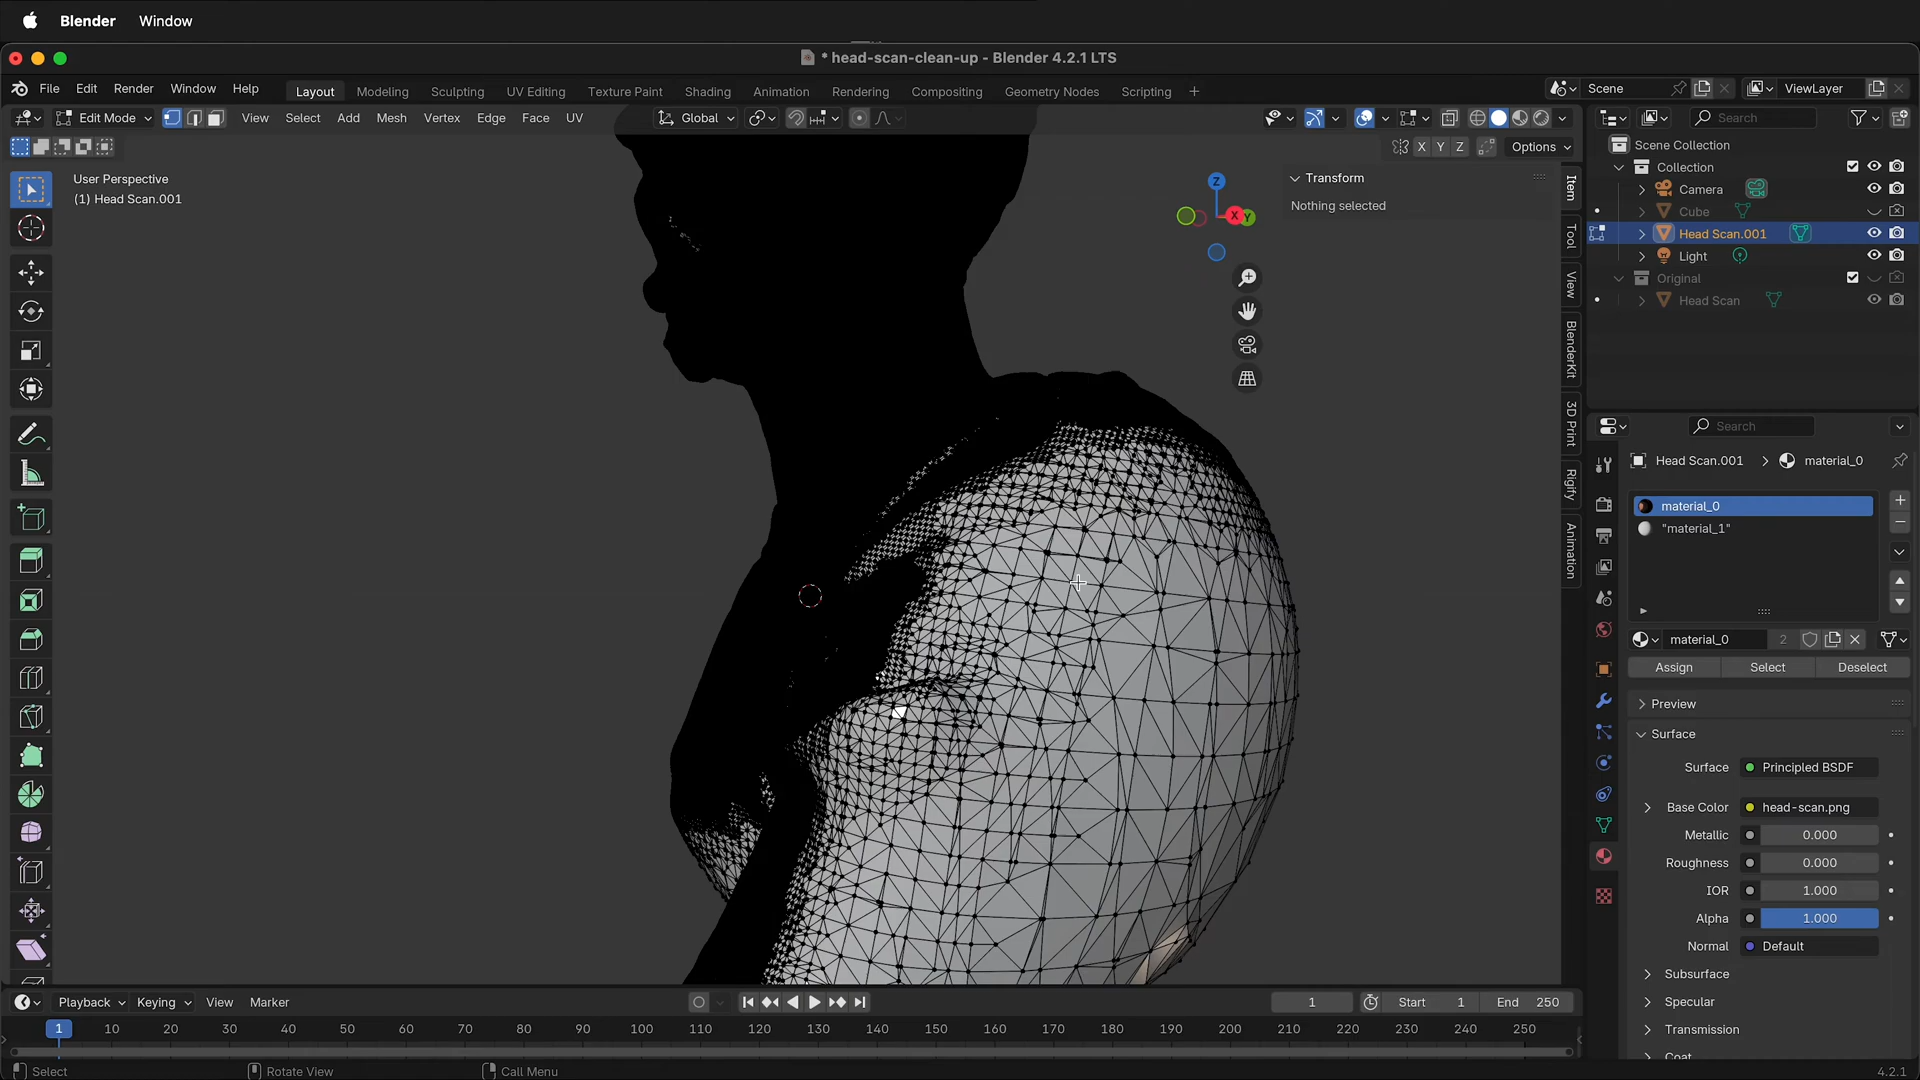 Blender Window
* head-scan-clean-up - Blender 4.2.1 LTS
File Edit Render Window Help Layout Modeling Sculpting UV Editing Texture Paint Shading Animation Rendering Compositing Geometry Nodes Scripting + Scene ViewLayer
Edit Mode View Select Add Mesh Vertex Edge Face UV Global Search
X Y Z Options
User Perspective
(1) Head Scan.001
Transform
Nothing selected
Z
X Y
Item
Tool
View
BlenderKit
3D Print
Rigify
Animation
Scene Collection
Collection
Camera
Cube
Head Scan.001
Light
Original
Head Scan
Search
Head Scan.001 > material_0
material_0
"material_1"
material_0 2
Assign Select Deselect
Preview
Surface
Surface Principled BSDF
Base Color head-scan.png
Metallic 0.000
Roughness 0.000
IOR 1.000
Alpha 1.000
Normal Default
Subsurface
Specular
Transmission
Coat
Playback Keying View Marker 1 Start 1 End 250
1 10 20 30 40 50 60 70 80 90 100 110 120 130 140 150 160 170 180 190 200 210 220 230 240 250
Select Rotate View Call Menu 4.2.1